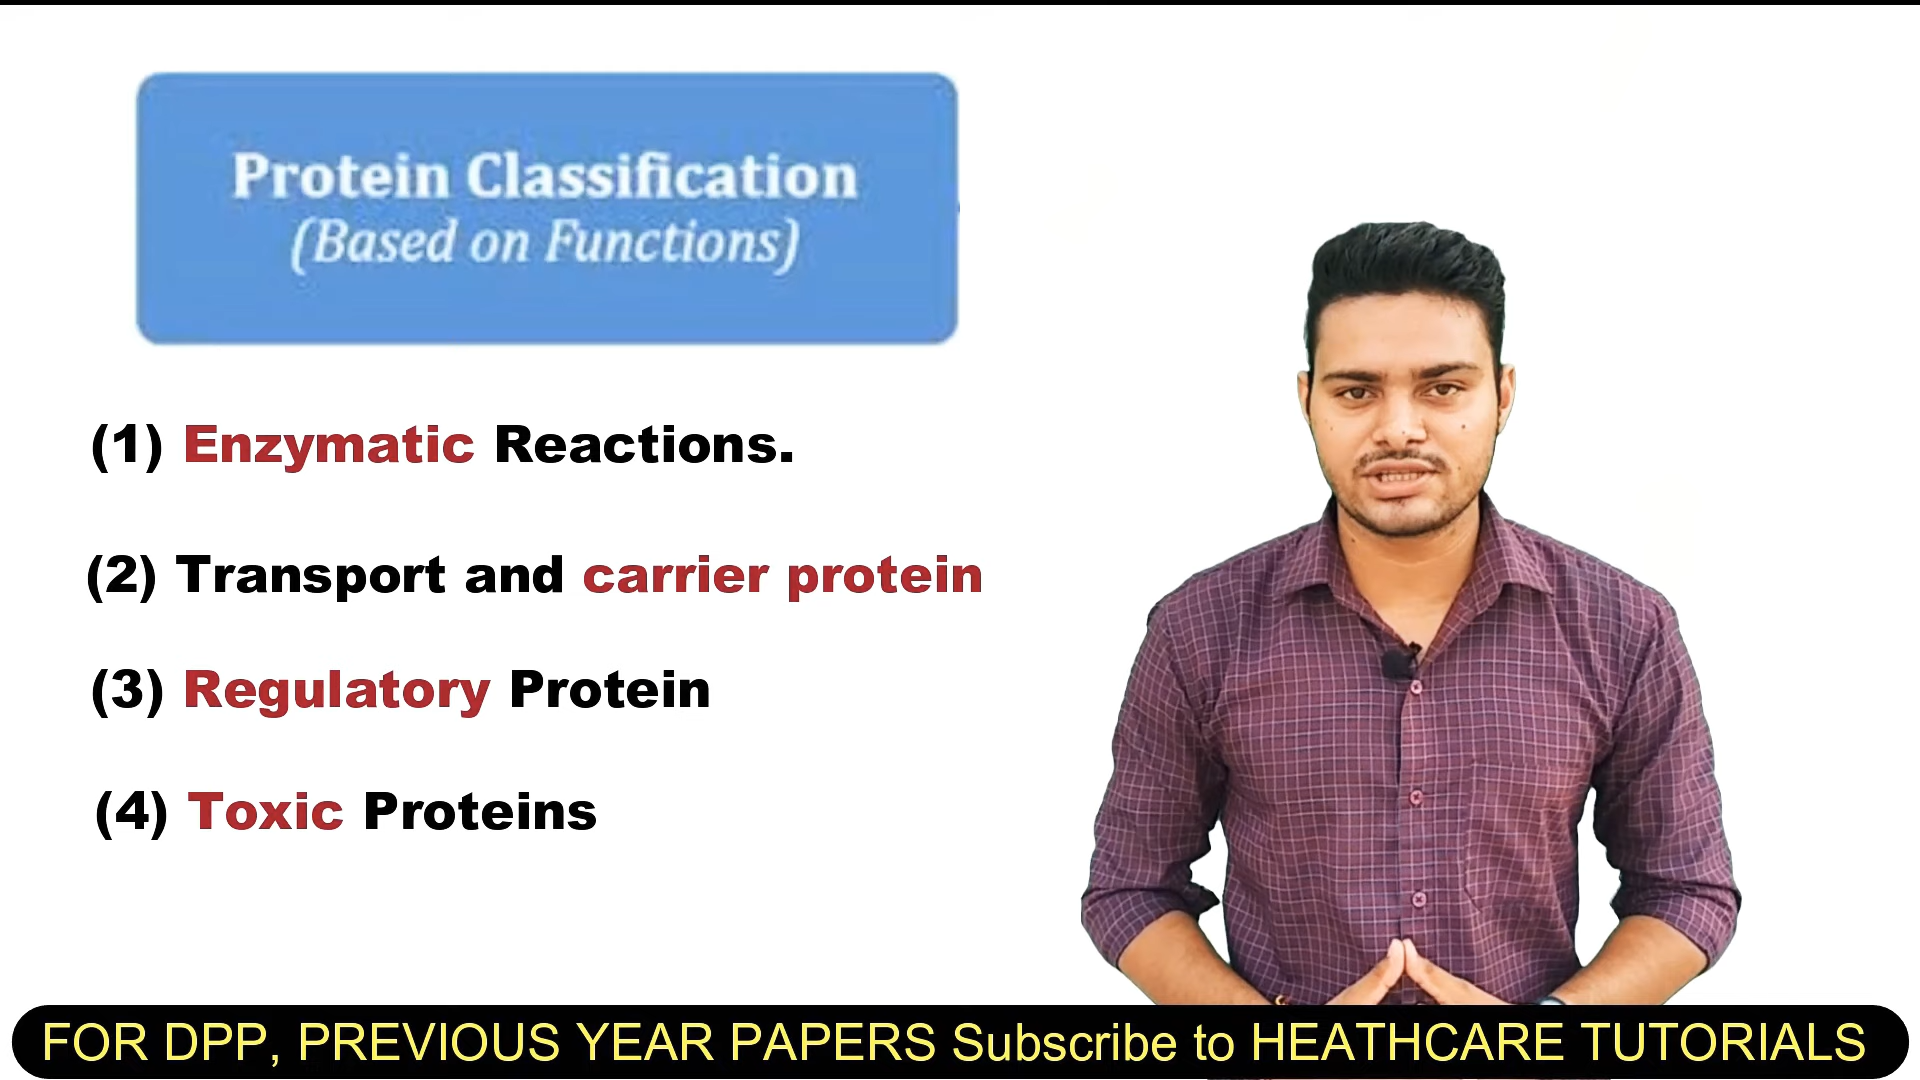 Protein Classification
(Based on Functions)
(1) Enzymatic Reactions.
(2) Transport and carrier protein
(3) Regulatory Protein
(4) Toxic Proteins
FOR DPP, PREVIOUS YEAR PAPERS Subscribe to HEATHCARE TUTORIALS